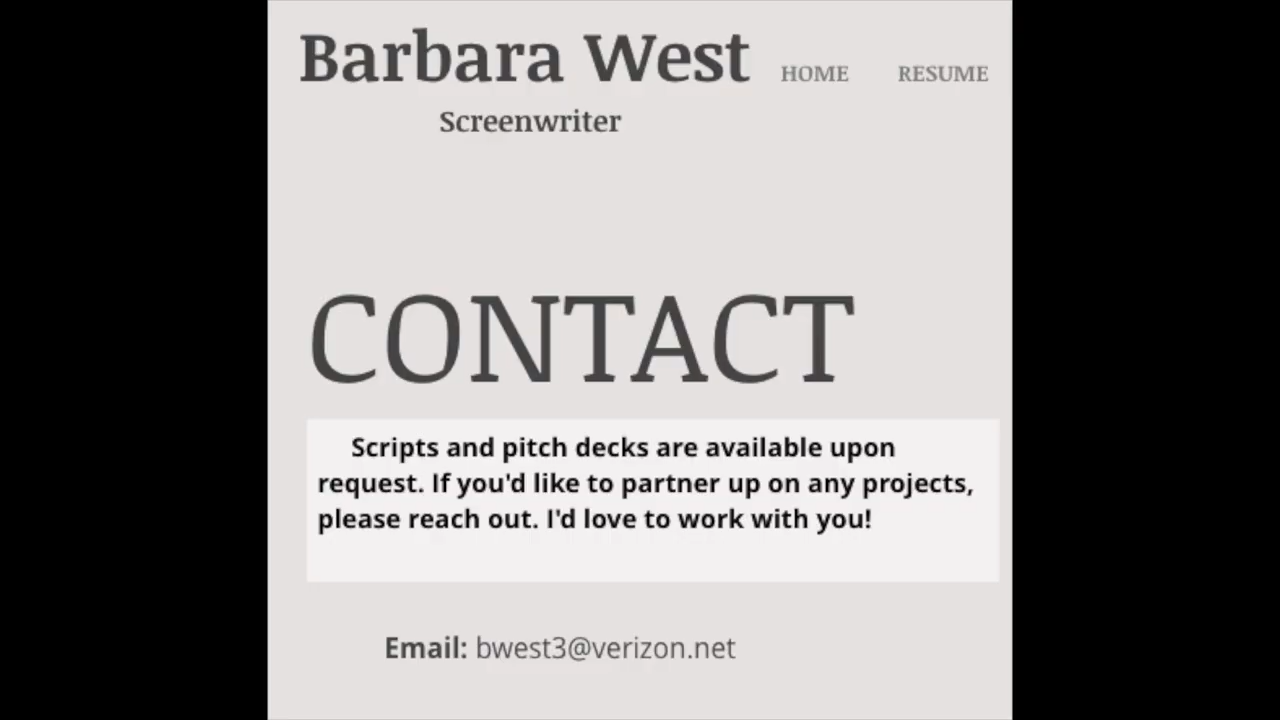 Barbara West
HOME RESUME
Screenwriter
CONTACT
Scripts and pitch decks are available upon
request. If you'd like to partner up on any projects,
please reach out. I'd love to work with you!
Email: bwest3@verizon.net